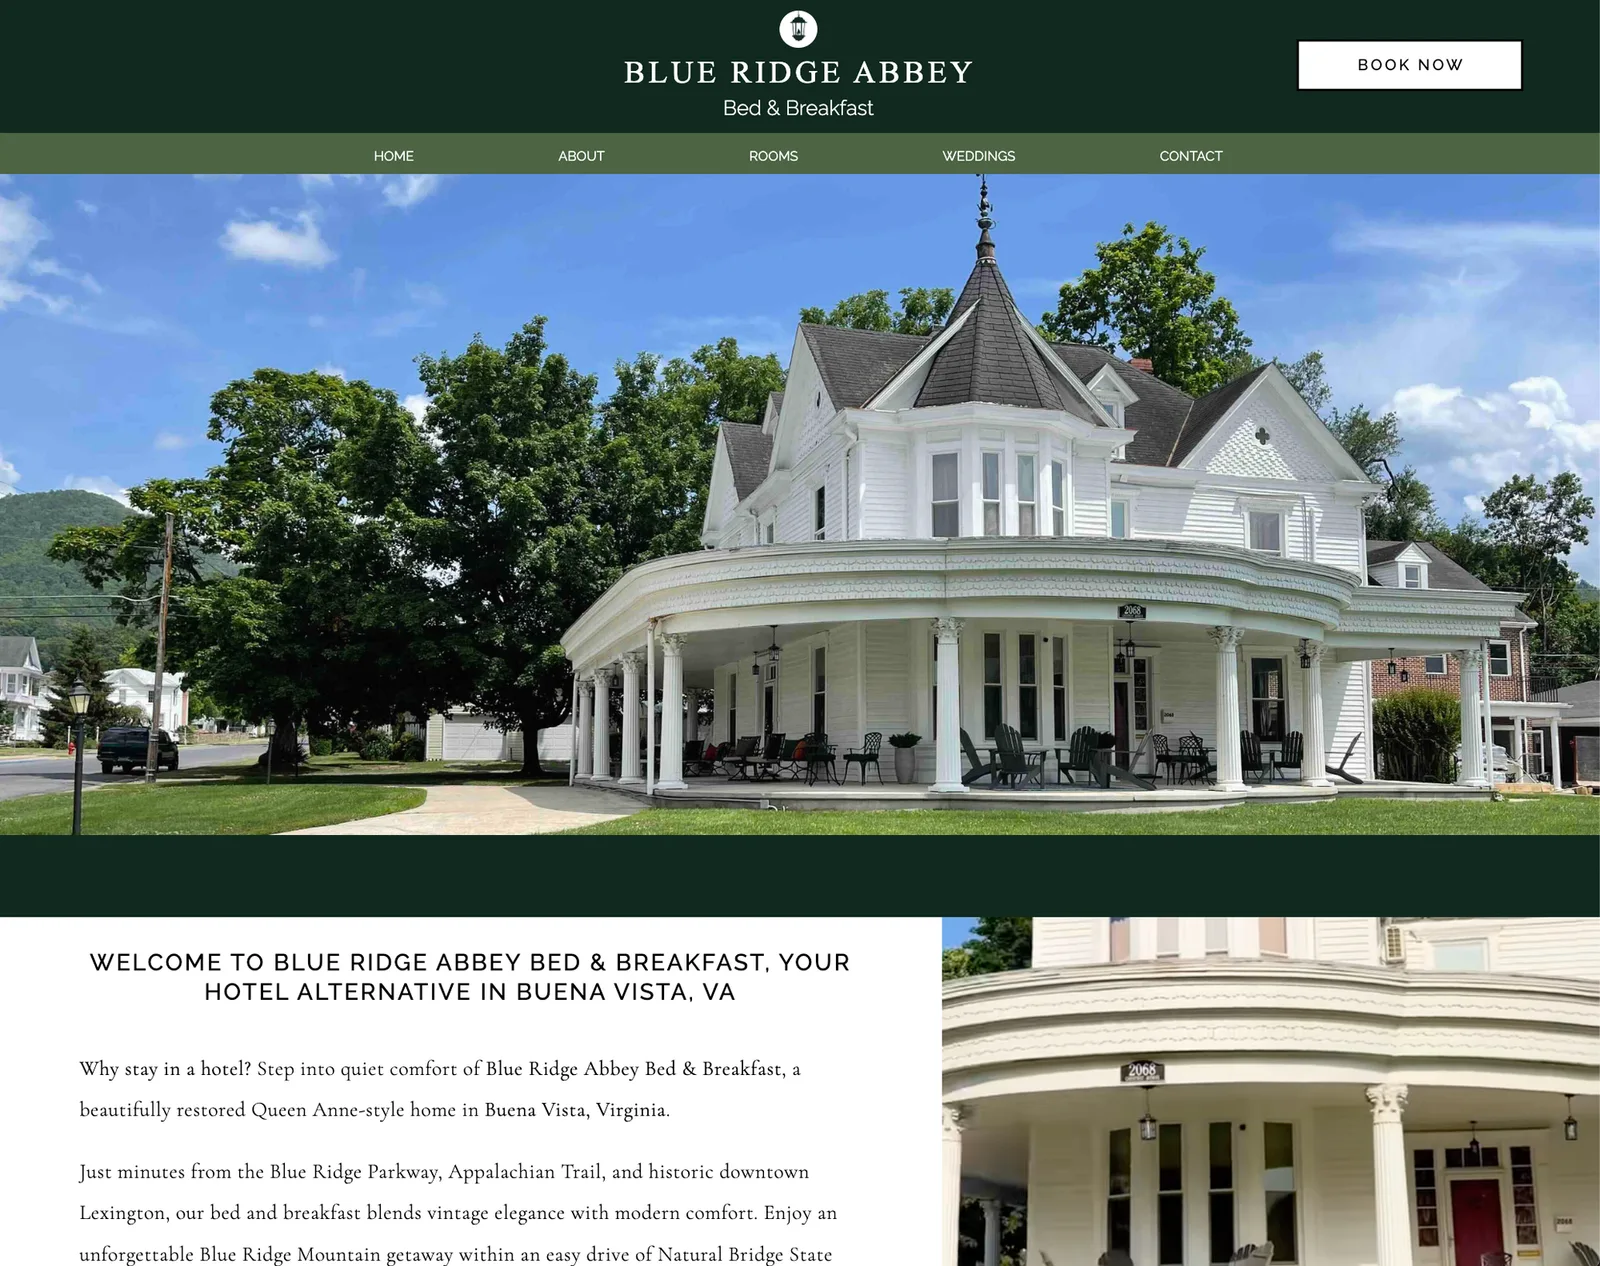 BLUE RIDGE ABBEY
Bed & Breakfast
BOOK NOW
HOME
ABOUT
ROOMS
WEDDINGS
CONTACT
2068
WELCOME TO BLUE RIDGE ABBEY BED & BREAKFAST, YOUR
HOTEL ALTERNATIVE IN BUENA VISTA, VA
Why stay in a hotel? Step into quiet comfort of Blue Ridge Abbey Bed & Breakfast, a
beautifully restored Queen Anne-style home in Buena Vista, Virginia.
Just minutes from the Blue Ridge Parkway, Appalachian Trail, and historic downtown
Lexington, our bed and breakfast blends vintage elegance with modern comfort. Enjoy an
unforgettable Blue Ridge Mountain getaway within an easy drive of Natural Bridge State
2068
2068